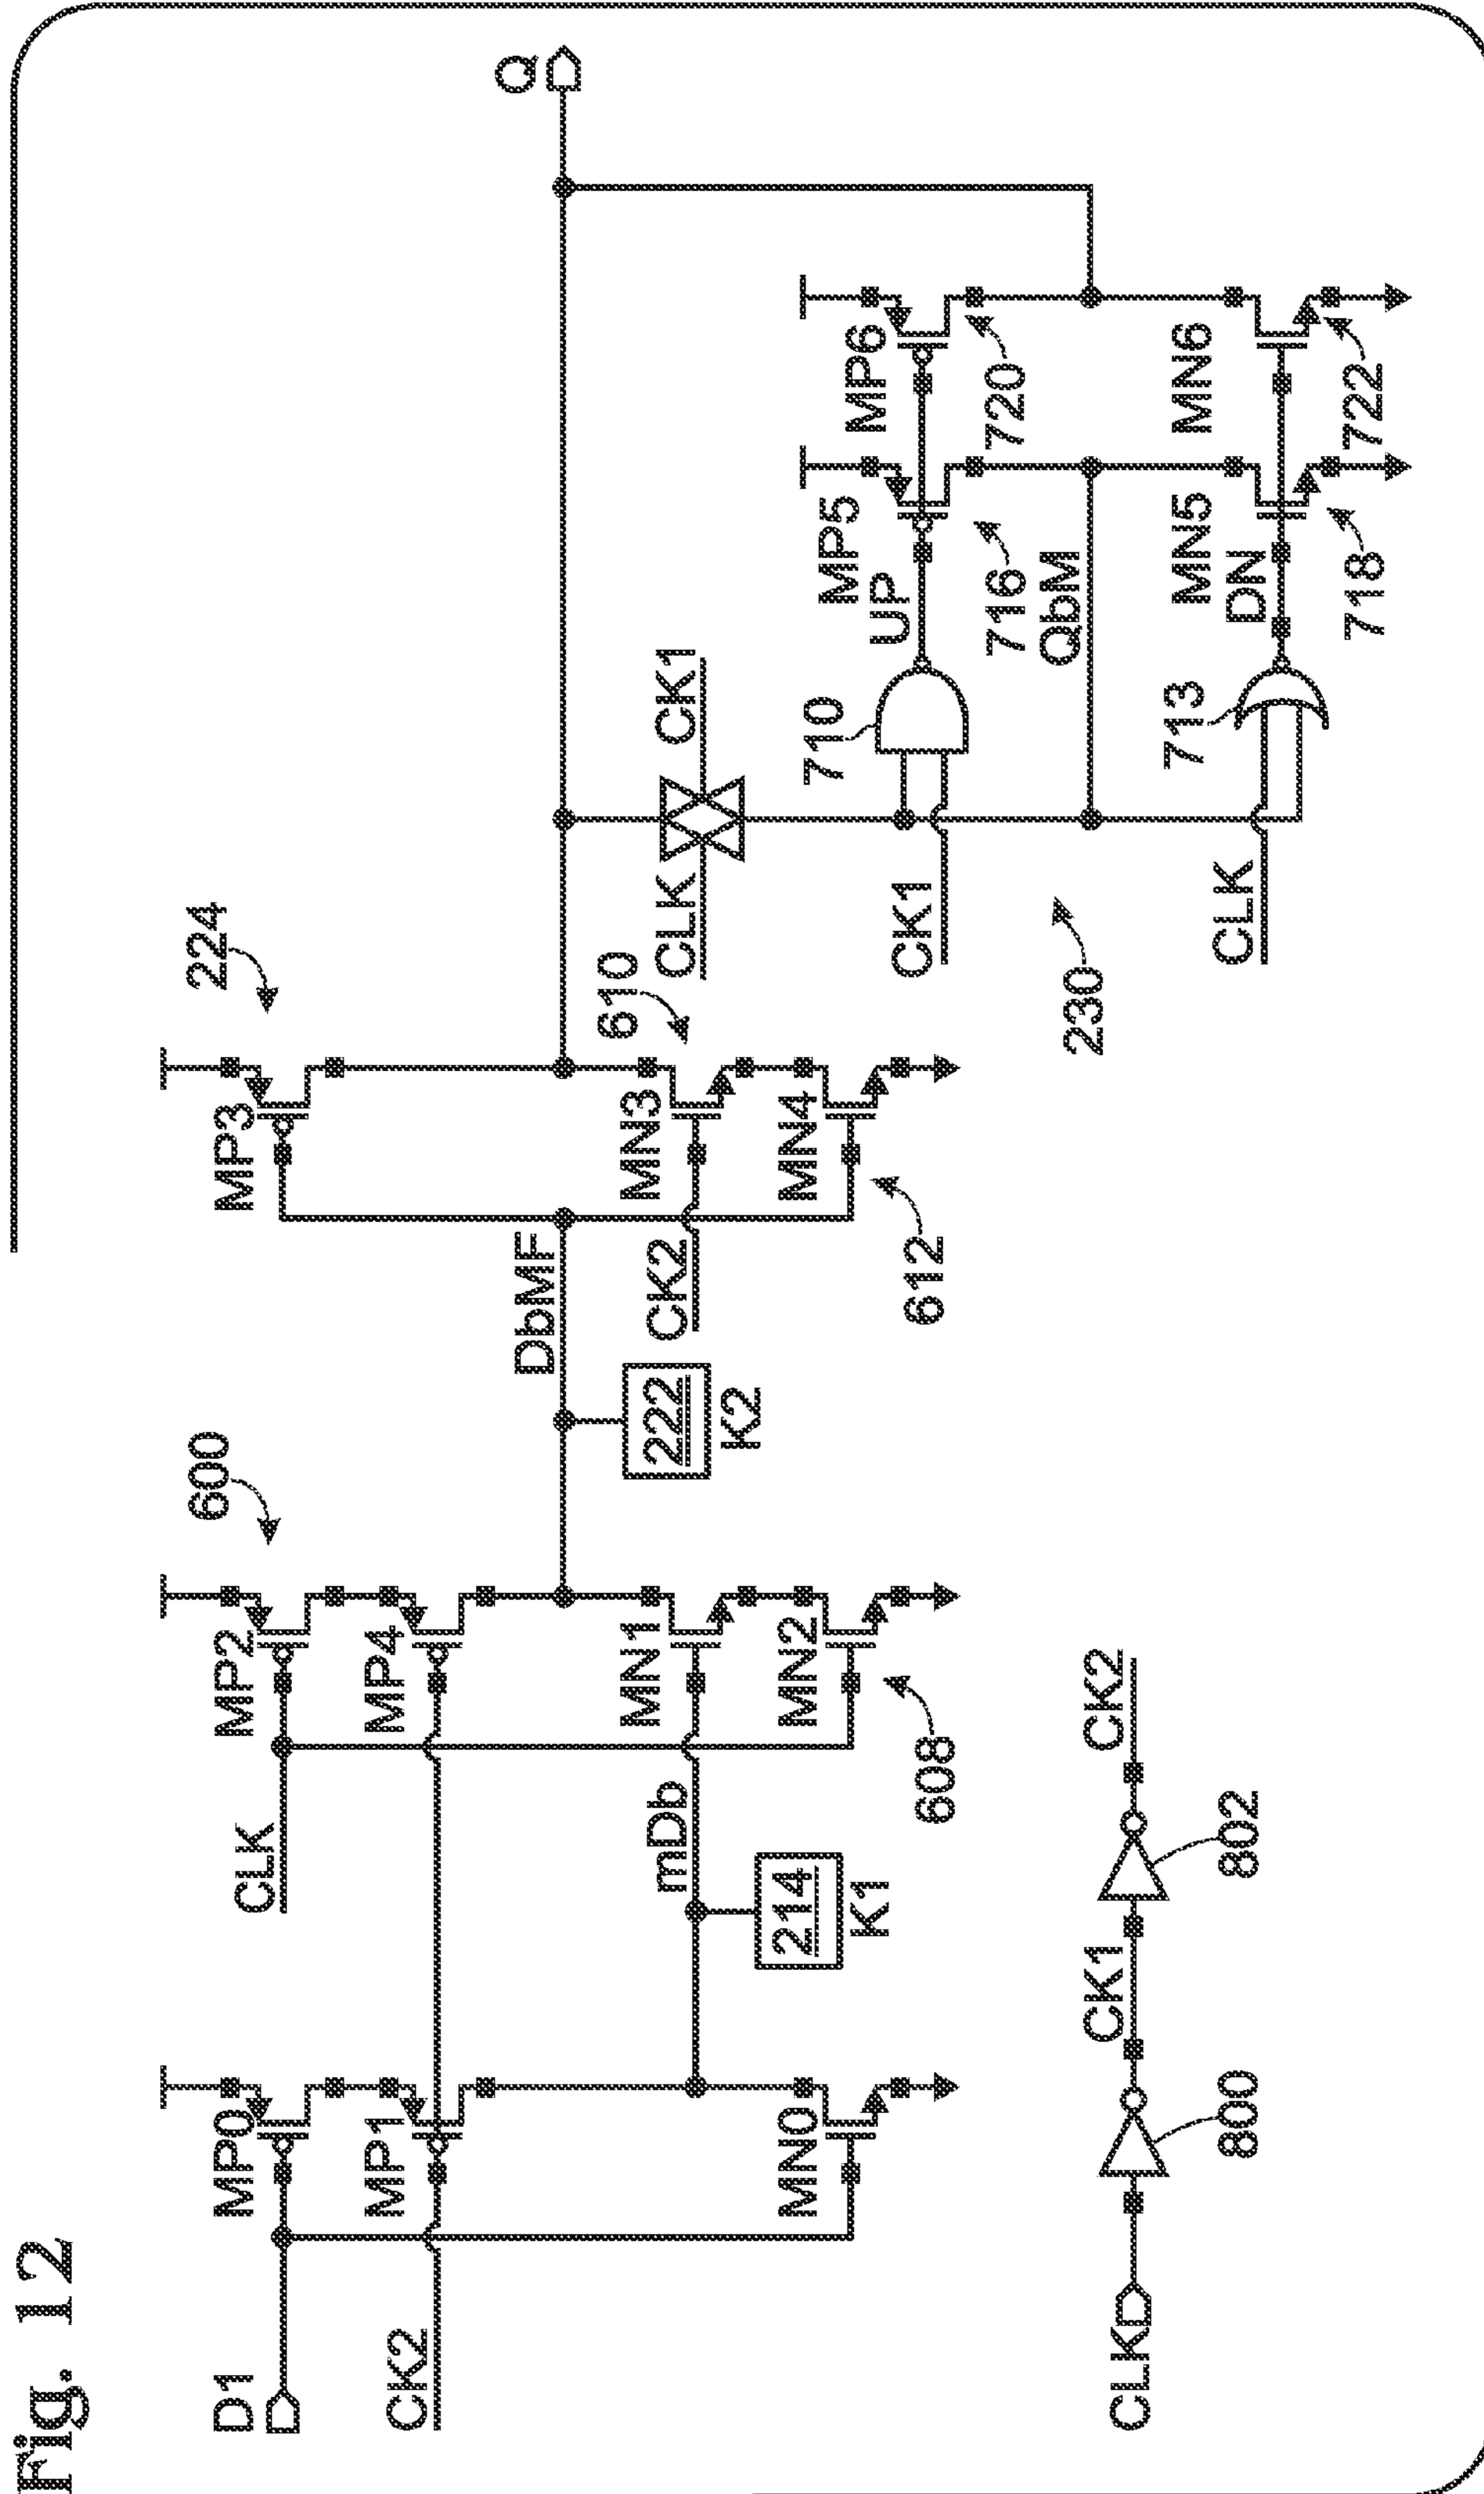 Fig. 12
D1
CK2
MP0
MP1
MN0
214
K1
mDb
CLK
600
MP2
MP4
MN1
MN2
608
222
K2
DbMF
CK2
224
MP3
610
MN3
MN4
612
Q
CLK
CK1
710
CK1
UP
MP5
716
MP6
720
QbM
230
713
CLK
DN
MN5
718
MN6
722
CLK
800
CK1
802
CK2